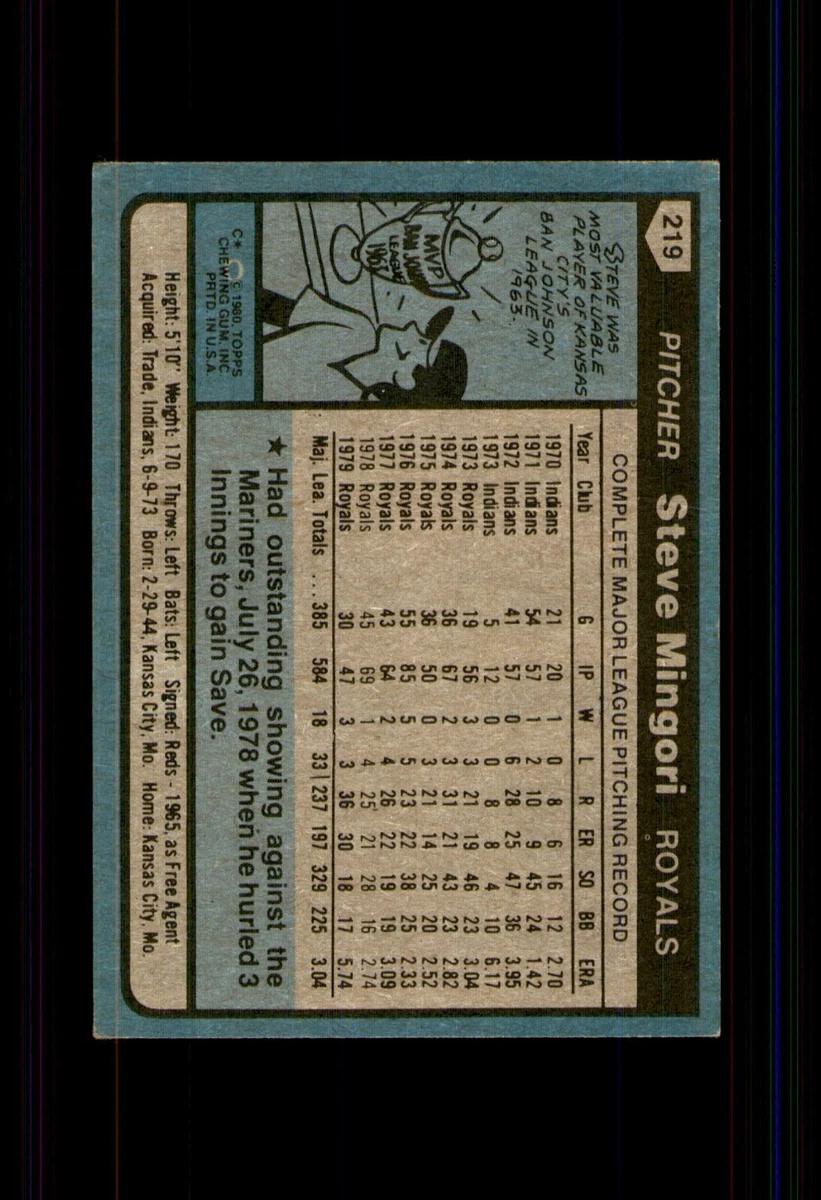 219
PITCHER Steve Mingori ROYALS
STEVE WAS
MOST VALUABLE
PLAYER OF KANSAS
CITY'S
BAN JOHNSON
LEAGUE IN
1963.
MVP
BAN JOHNSON
LEAGUE
1963
C* © 1980, TOPPS
CHEWING GUM, INC.
PRTD. IN U.S.A.
COMPLETE MAJOR LEAGUE PITCHING RECORD
Year Club G IP W L R ER SO BB ERA
1970 Indians 21 20 1 0 8 6 16 12 2.70
1971 Indians 54 57 1 2 10 9 45 24 1.42
1972 Indians 41 57 0 6 28 25 47 36 3.95
1973 Indians 5 12 0 0 8 8 4 10 6.17
1973 Royals 19 56 3 3 21 19 46 23 3.04
1974 Royals 36 67 2 3 31 21 43 23 2.82
1975 Royals 36 50 0 3 21 14 25 20 2.52
1976 Royals 55 85 5 5 23 22 38 25 2.33
1977 Royals 43 64 2 4 26 22 19 19 3.09
1978 Royals 45 69 1 4 25 21 28 16 2.74
1979 Royals 30 47 3 3 36 30 18 17 5.74
Maj. Lea. Totals ... 385 584 18 33 237 197 329 225 3.04
★ Had outstanding showing against the
Mariners, July 26, 1978 when he hurled 3
Innings to gain Save.
Height: 5'10" Weight: 170 Throws: Left Bats: Left Signed: Reds - 1965, as Free Agent
Acquired: Trade, Indians, 6-9-73 Born: 2-29-44, Kansas City, Mo. Home: Kansas City, Mo.